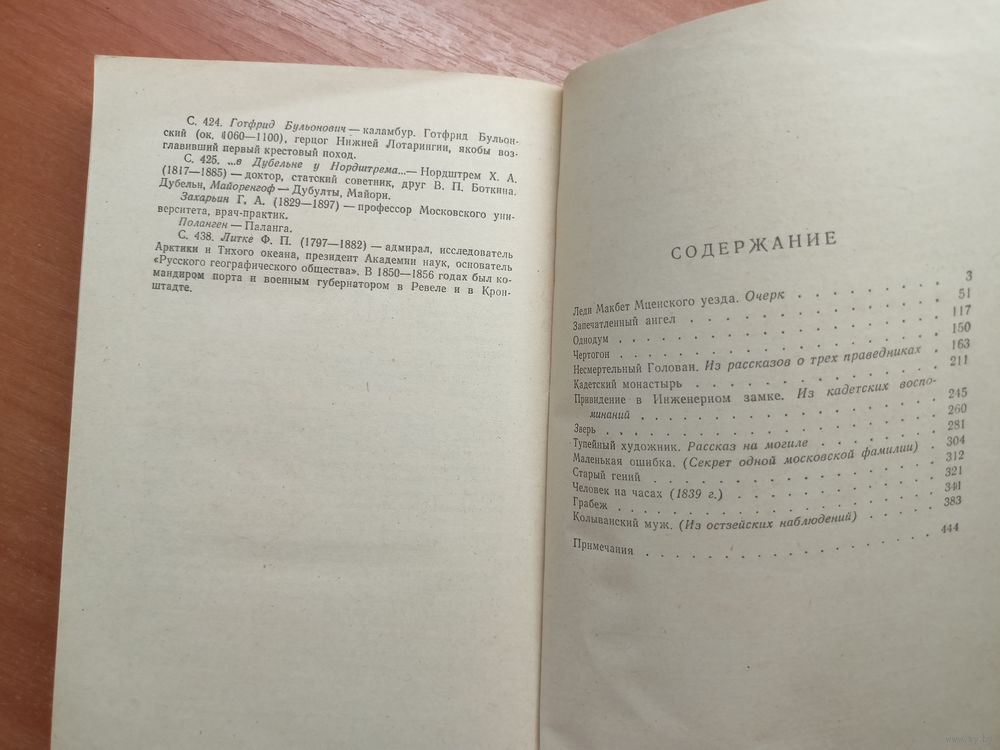 С. 424. Готфрид Бульонович — каламбур. Готфрид Бульон-
ский (ок. 1060—1100), герцог Нижней Лотарингии, якобы воз-
главивший первый крестовый поход.
С. 425. ...в Дубельне у Нордштрема...— Нордштрем Х. А.
(1817—1885) — доктор, статский советник, друг В. П. Боткина.
Дубельн, Майоренгоф — Дубулты, Майори.
Захарьин Г. А. (1829—1897) — профессор Московского уни-
верситета, врач-практик.
Поланген — Паланга.
С. 438. Литке Ф. П. (1797—1882) — адмирал, исследователь
Арктики и Тихого океана, президент Академии наук, основатель
«Русского географического общества». В 1850—1856 годах был ко-
мандиром порта и военным губернатором в Ревеле и в Крон-
штадте.
СОДЕРЖАНИЕ
Леди Макбет Мценского уезда. Очерк . . . . . . . . 3
Запечатленный ангел . . . . . . . . . . . . 51
Однодум . . . . . . . . . . . . . . . 117
Чертогон . . . . . . . . . . . . . . . 150
Несмертельный Голован. Из рассказов о трех праведниках . 163
Кадетский монастырь . . . . . . . . . . . . 211
Привидение в Инженерном замке. Из кадетских воспо-
минаний . . . . . . . . . . . . . . 245
Зверь . . . . . . . . . . . . . . . . 260
Тупейный художник. Рассказ на могиле . . . . . . 281
Маленькая ошибка. (Секрет одной московской фамилии) . 304
Старый гений . . . . . . . . . . . . . . 312
Человек на часах (1839 г.) . . . . . . . . . . 321
Грабеж . . . . . . . . . . . . . . . 341
Колыванский муж. (Из остзейских наблюдений) . . . . 383
Примечания . . . . . . . . . . . . . . 444